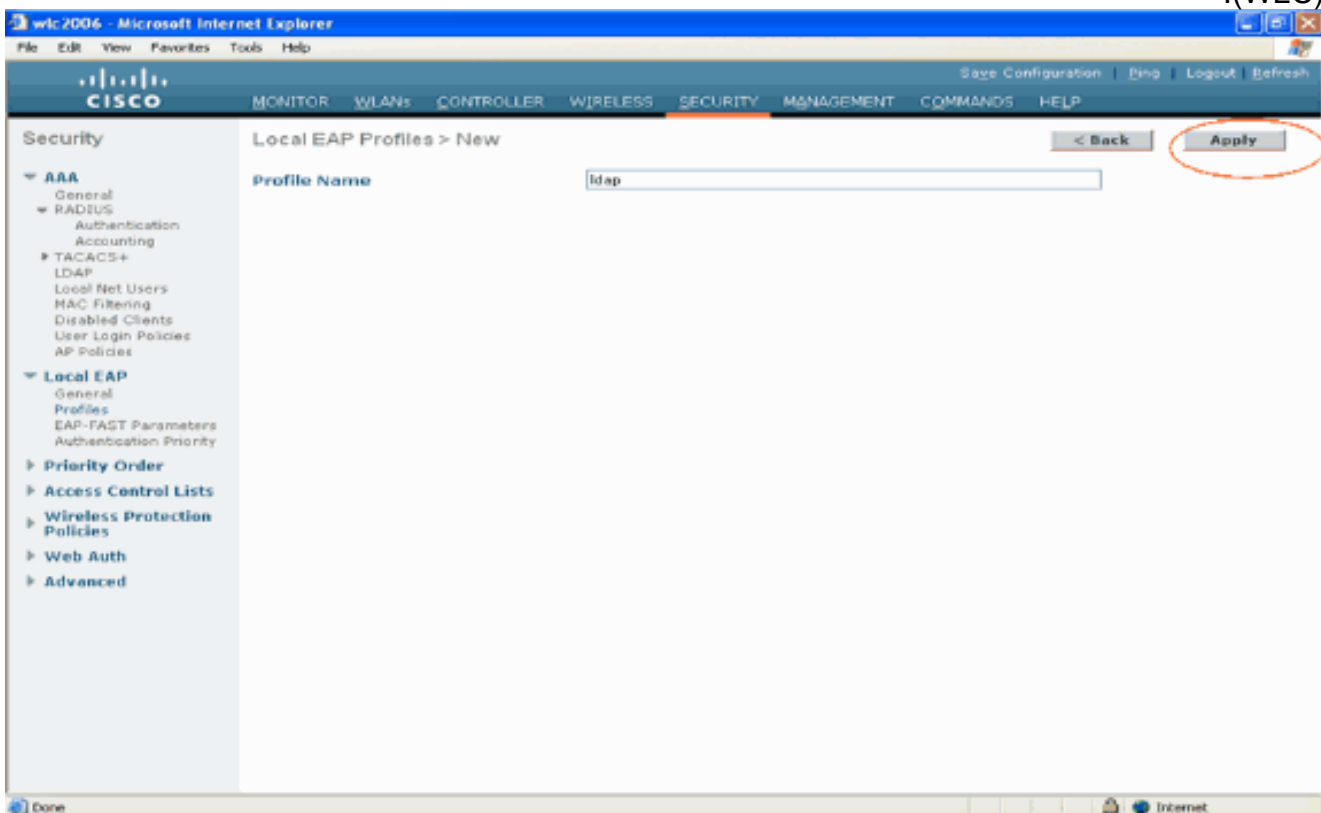 wlc2006 - Microsoft Internet Explorer
File Edit View Favorites Tools Help
Save Configuration | Ping | Logout | Refresh
CISCO
MONITOR WLANs CONTROLLER WIRELESS SECURITY MANAGEMENT COMMANDS HELP
Security
Local EAP Profiles > New
< Back
Apply
Profile Name
ldap
AAA
General
RADIUS
Authentication
Accounting
TACACS+
LDAP
Local Net Users
MAC Filtering
Disabled Clients
User Login Policies
AP Policies
Local EAP
General
Profiles
EAP-FAST Parameters
Authentication Priority
Priority Order
Access Control Lists
Wireless Protection
Policies
Web Auth
Advanced
Done
Internet